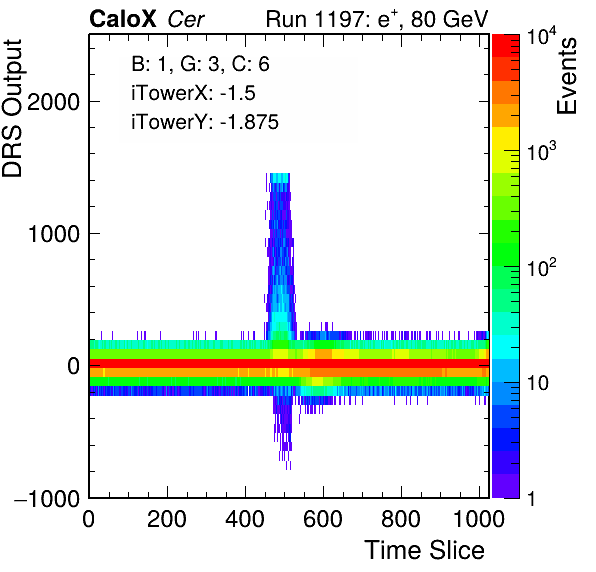 CaloX Cer
Run 1197: e⁺, 80 GeV
B: 1, G: 3, C: 6
iTowerX: -1.5
iTowerY: -1.875
DRS Output
2000
1000
0
−1000
0 200 400 600 800 1000
Time Slice
Events
10⁴
10³
10²
10
1